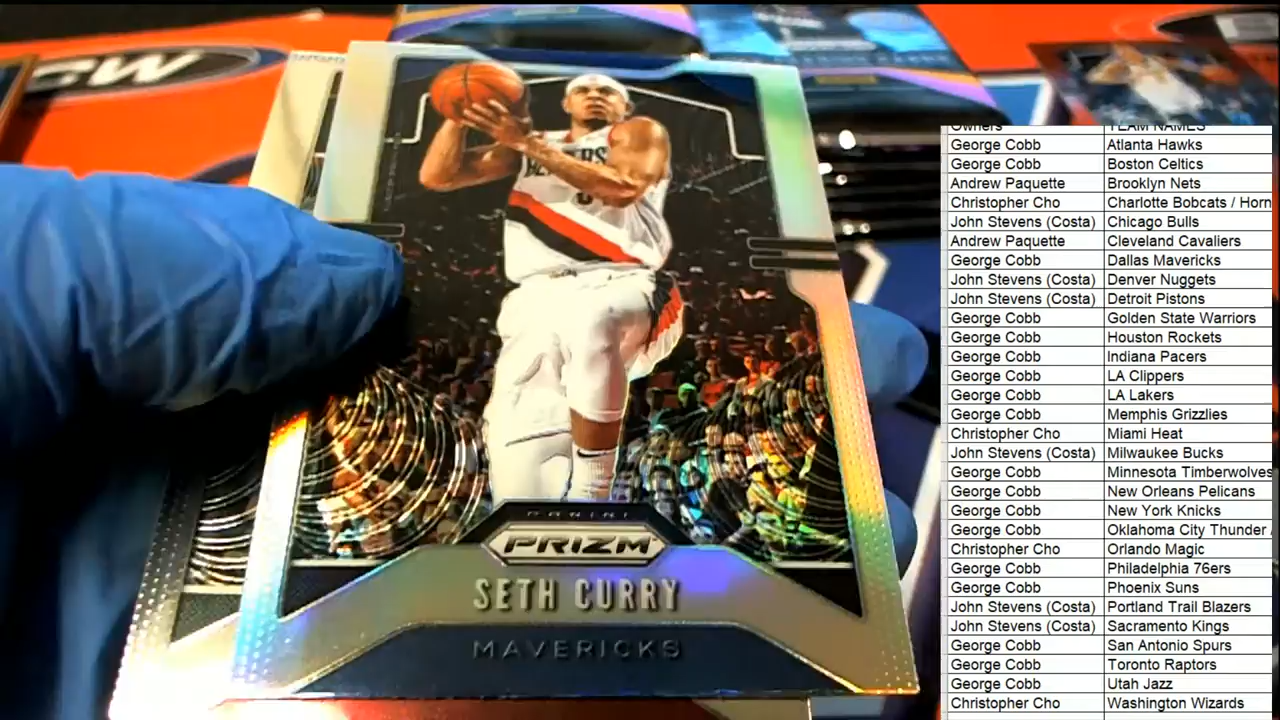 CW
BLAZERS
PANINI
PRIZM
SETH CURRY
MAVERICKS
Owners TEAM NAMES
George Cobb Atlanta Hawks
George Cobb Boston Celtics
Andrew Paquette Brooklyn Nets
Christopher Cho Charlotte Bobcats / Horn
John Stevens (Costa) Chicago Bulls
Andrew Paquette Cleveland Cavaliers
George Cobb Dallas Mavericks
John Stevens (Costa) Denver Nuggets
John Stevens (Costa) Detroit Pistons
George Cobb Golden State Warriors
George Cobb Houston Rockets
George Cobb Indiana Pacers
George Cobb LA Clippers
George Cobb LA Lakers
George Cobb Memphis Grizzlies
Christopher Cho Miami Heat
John Stevens (Costa) Milwaukee Bucks
George Cobb Minnesota Timberwolves
George Cobb New Orleans Pelicans
George Cobb New York Knicks
George Cobb Oklahoma City Thunder /
Christopher Cho Orlando Magic
George Cobb Philadelphia 76ers
George Cobb Phoenix Suns
John Stevens (Costa) Portland Trail Blazers
John Stevens (Costa) Sacramento Kings
George Cobb San Antonio Spurs
George Cobb Toronto Raptors
George Cobb Utah Jazz
Christopher Cho Washington Wizards